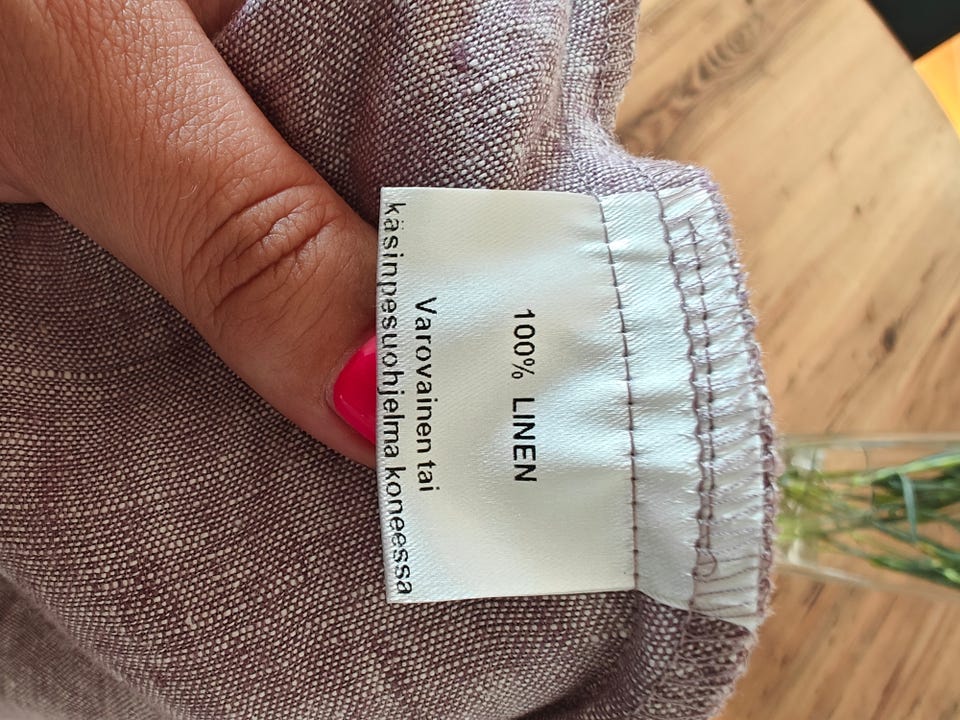 100% LINEN
Varovainen tai
käsinpesuohjelma koneessa